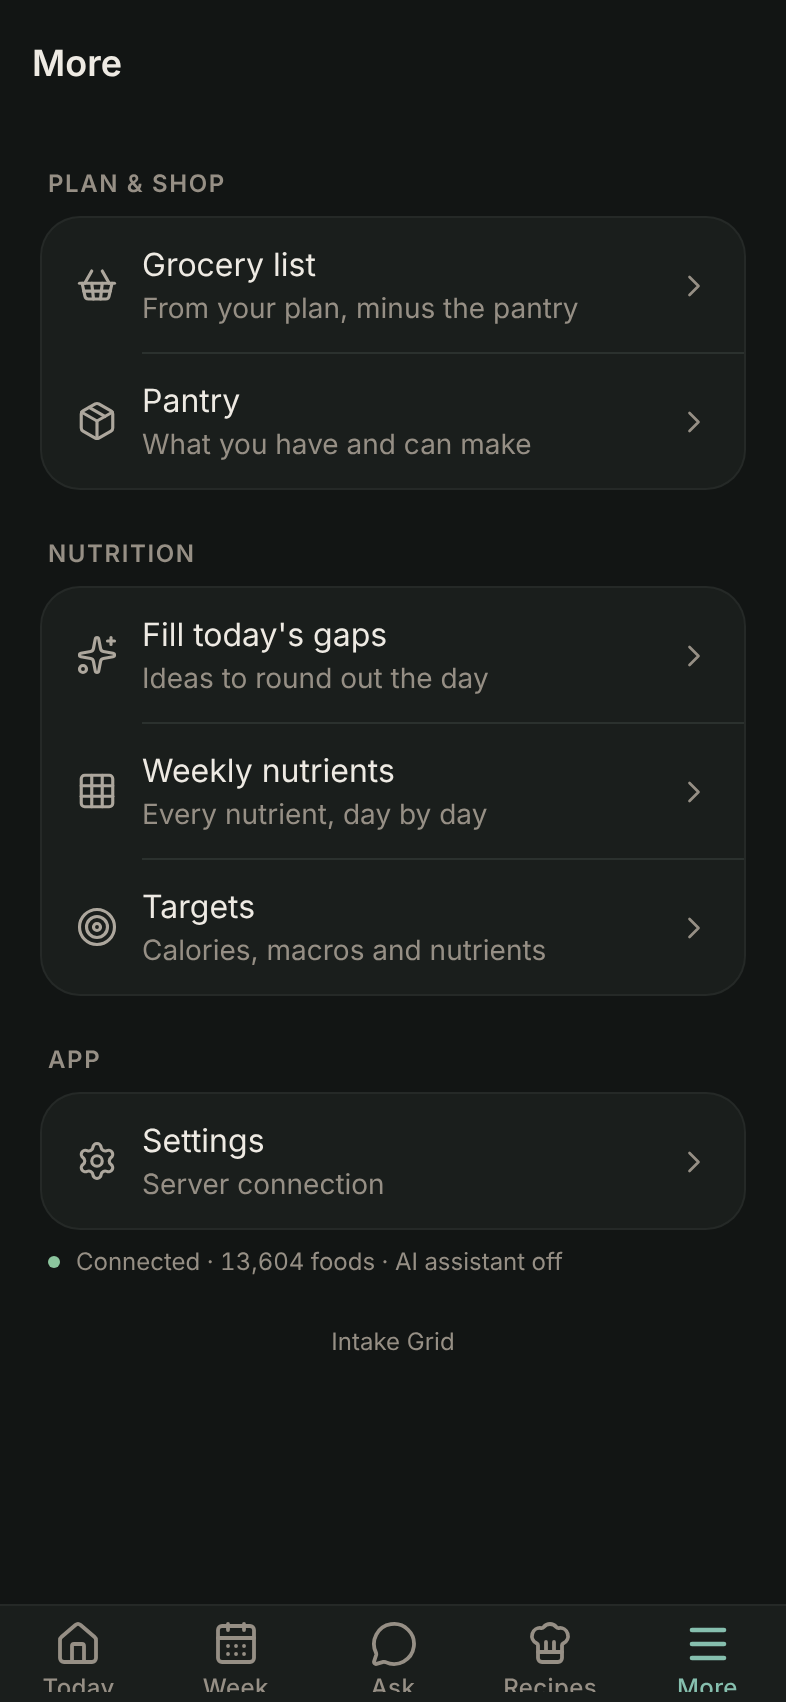 More
PLAN & SHOP
Grocery list
From your plan, minus the pantry
Pantry
What you have and can make
NUTRITION
Fill today's gaps
Ideas to round out the day
Weekly nutrients
Every nutrient, day by day
Targets
Calories, macros and nutrients
APP
Settings
Server connection
Connected · 13,604 foods · AI assistant off
Intake Grid
Today Week Ask Recipes More